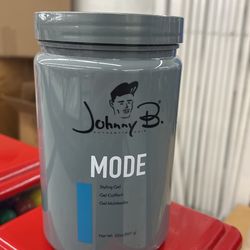 Johnny B.
MODE
Styling Gel
Gel Coiffant
Gel Moldeador